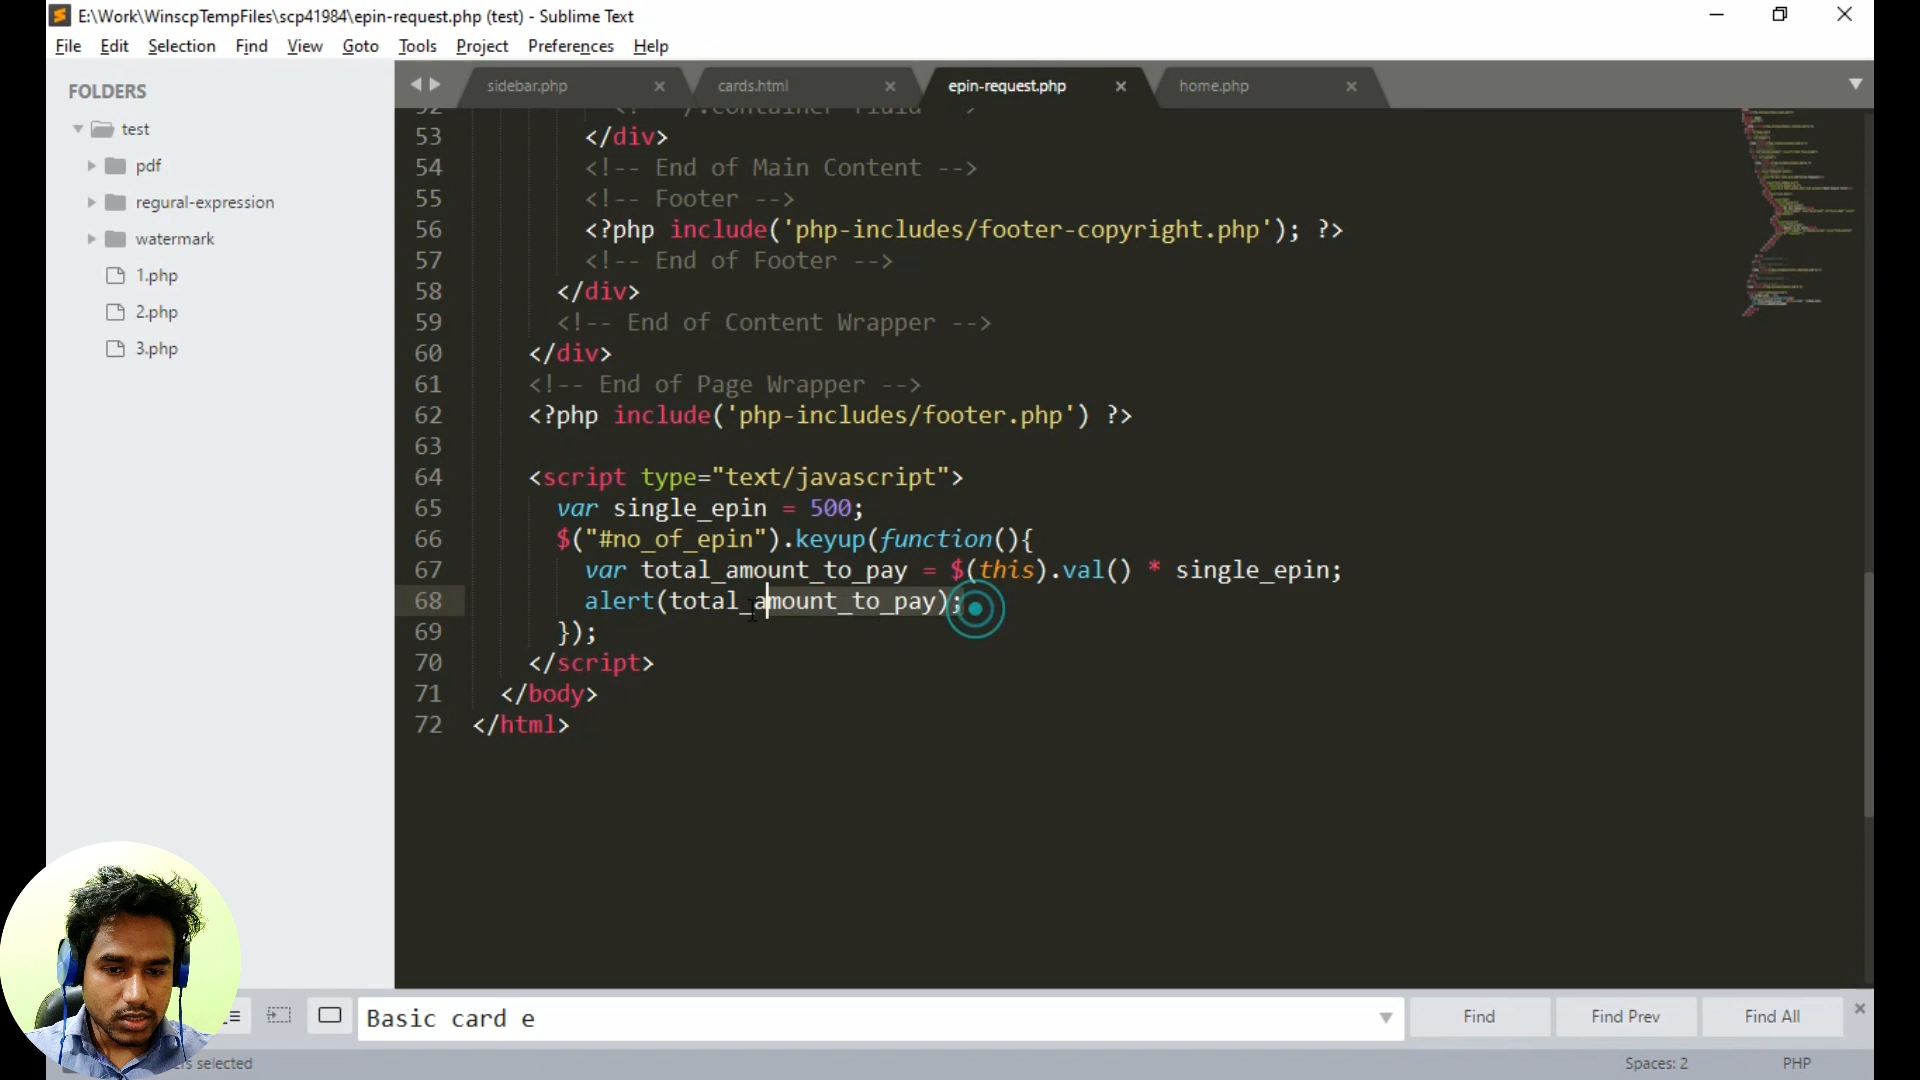 E:\Work\WinscpTempFiles\scp41984\epin-request.php (test) - Sublime Text
File Edit Selection Find View Goto Tools Project Preferences Help
FOLDERS
test
pdf
regural-expression
watermark
1.php
2.php
3.php
sidebar.php × cards.html × epin-request.php × home.php ×
53 </div>
54 <!-- End of Main Content -->
55 <!-- Footer -->
56 <?php include('php-includes/footer-copyright.php'); ?>
57 <!-- End of Footer -->
58 </div>
59 <!-- End of Content Wrapper -->
60 </div>
61 <!-- End of Page Wrapper -->
62 <?php include('php-includes/footer.php') ?>
63
64 <script type="text/javascript">
65 var single_epin = 500;
66 $("#no_of_epin").keyup(function(){
67 var total_amount_to_pay = $(this).val() * single_epin;
68 alert(total_amount_to_pay);
69 });
70 </script>
71 </body>
72 </html>
Basic card e
Find Find Prev Find All
selected
Spaces: 2 PHP